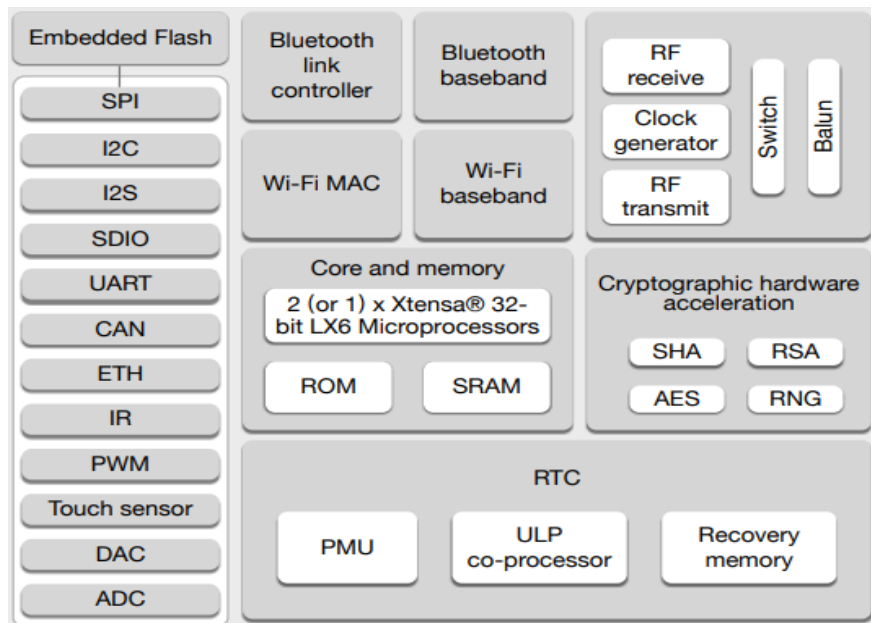 Embedded Flash
SPI
I2C
I2S
SDIO
UART
CAN
ETH
IR
PWM
Touch sensor
DAC
ADC
Bluetooth
link
controller
Bluetooth
baseband
Wi-Fi MAC
Wi-Fi
baseband
RF
receive
Clock
generator
RF
transmit
Switch
Balun
Core and memory
2 (or 1) x Xtensa® 32-
bit LX6 Microprocessors
ROM
SRAM
Cryptographic hardware
acceleration
SHA
RSA
AES
RNG
RTC
PMU
ULP
co-processor
Recovery
memory